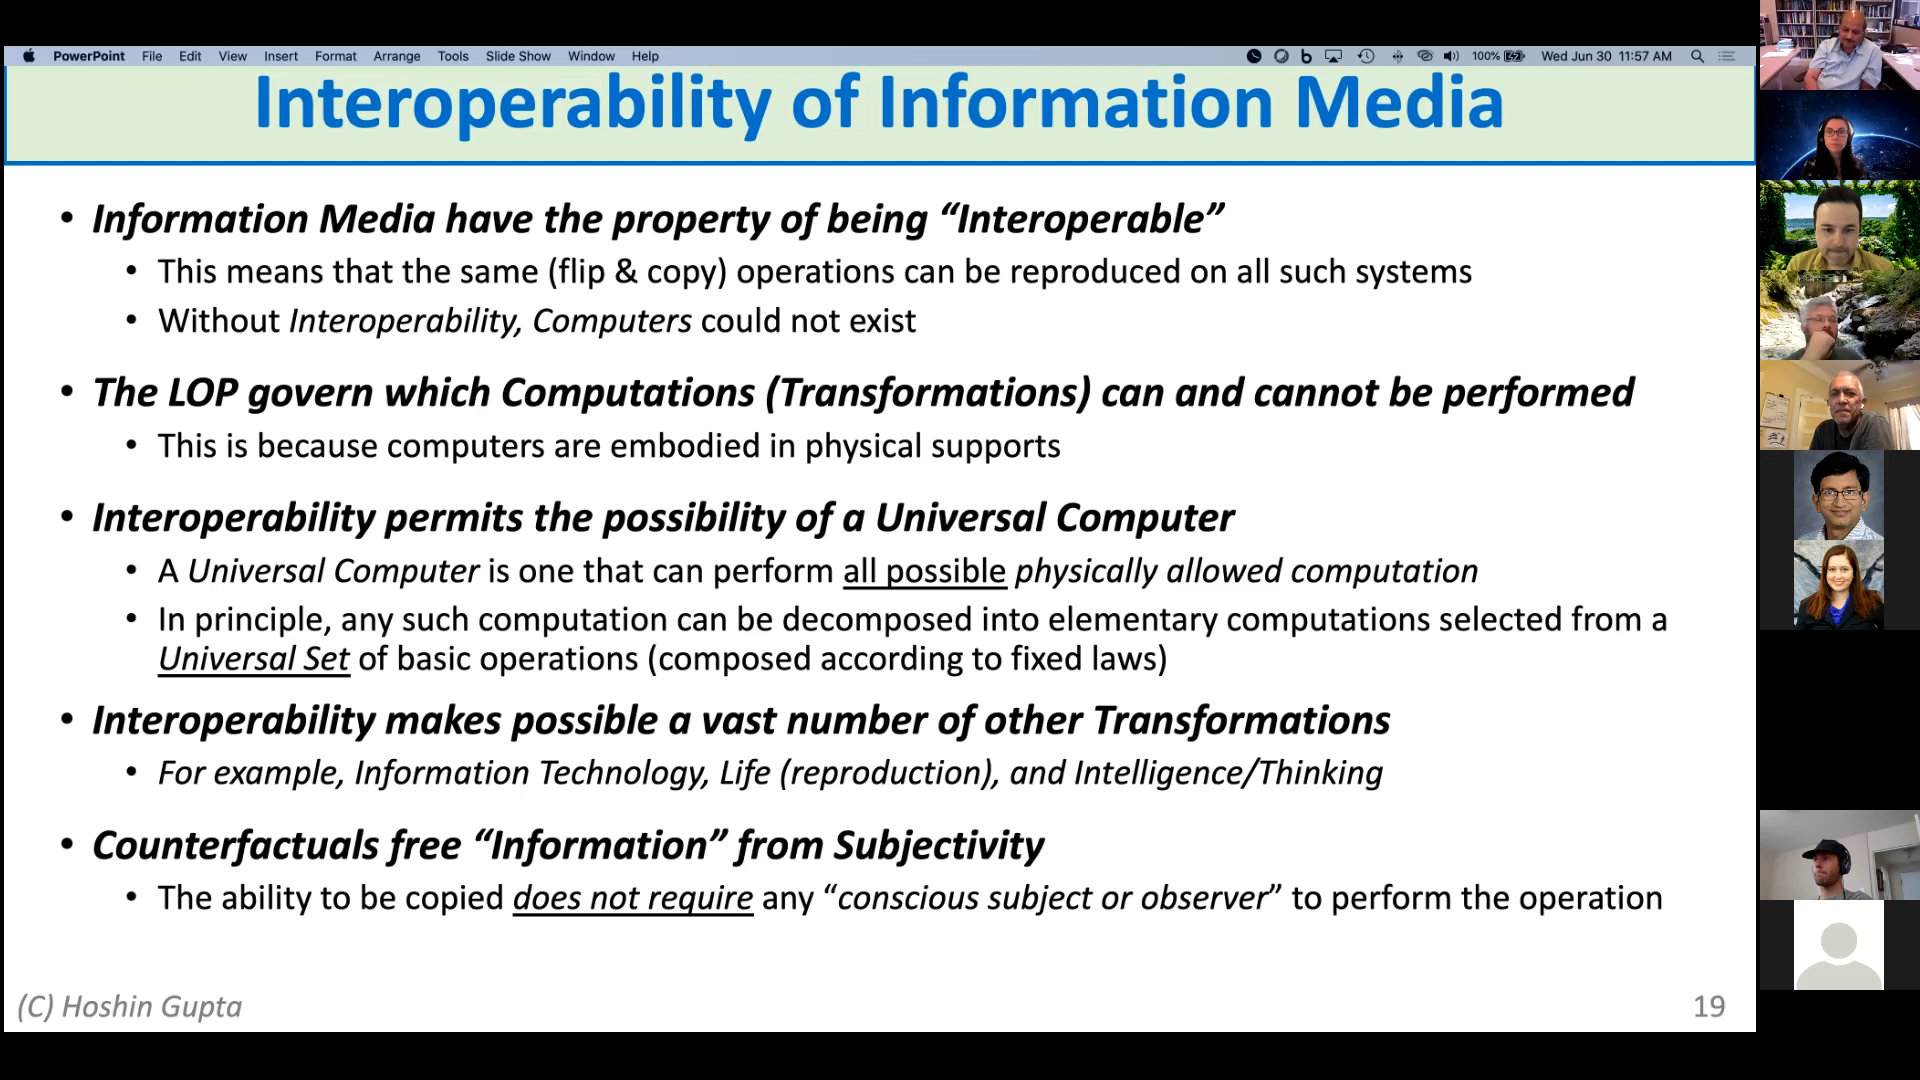 PowerPoint File Edit View Insert Format Arrange Tools Slide Show Window Help 100% Wed Jun 30 11:57 AM
Interoperability of Information Media
• Information Media have the property of being “Interoperable”
• This means that the same (flip & copy) operations can be reproduced on all such systems
• Without Interoperability, Computers could not exist
• The LOP govern which Computations (Transformations) can and cannot be performed
• This is because computers are embodied in physical supports
• Interoperability permits the possibility of a Universal Computer
• A Universal Computer is one that can perform all possible physically allowed computation
• In principle, any such computation can be decomposed into elementary computations selected from a
Universal Set of basic operations (composed according to fixed laws)
• Interoperability makes possible a vast number of other Transformations
• For example, Information Technology, Life (reproduction), and Intelligence/Thinking
• Counterfactuals free “Information” from Subjectivity
• The ability to be copied does not require any “conscious subject or observer” to perform the operation
(C) Hoshin Gupta 19